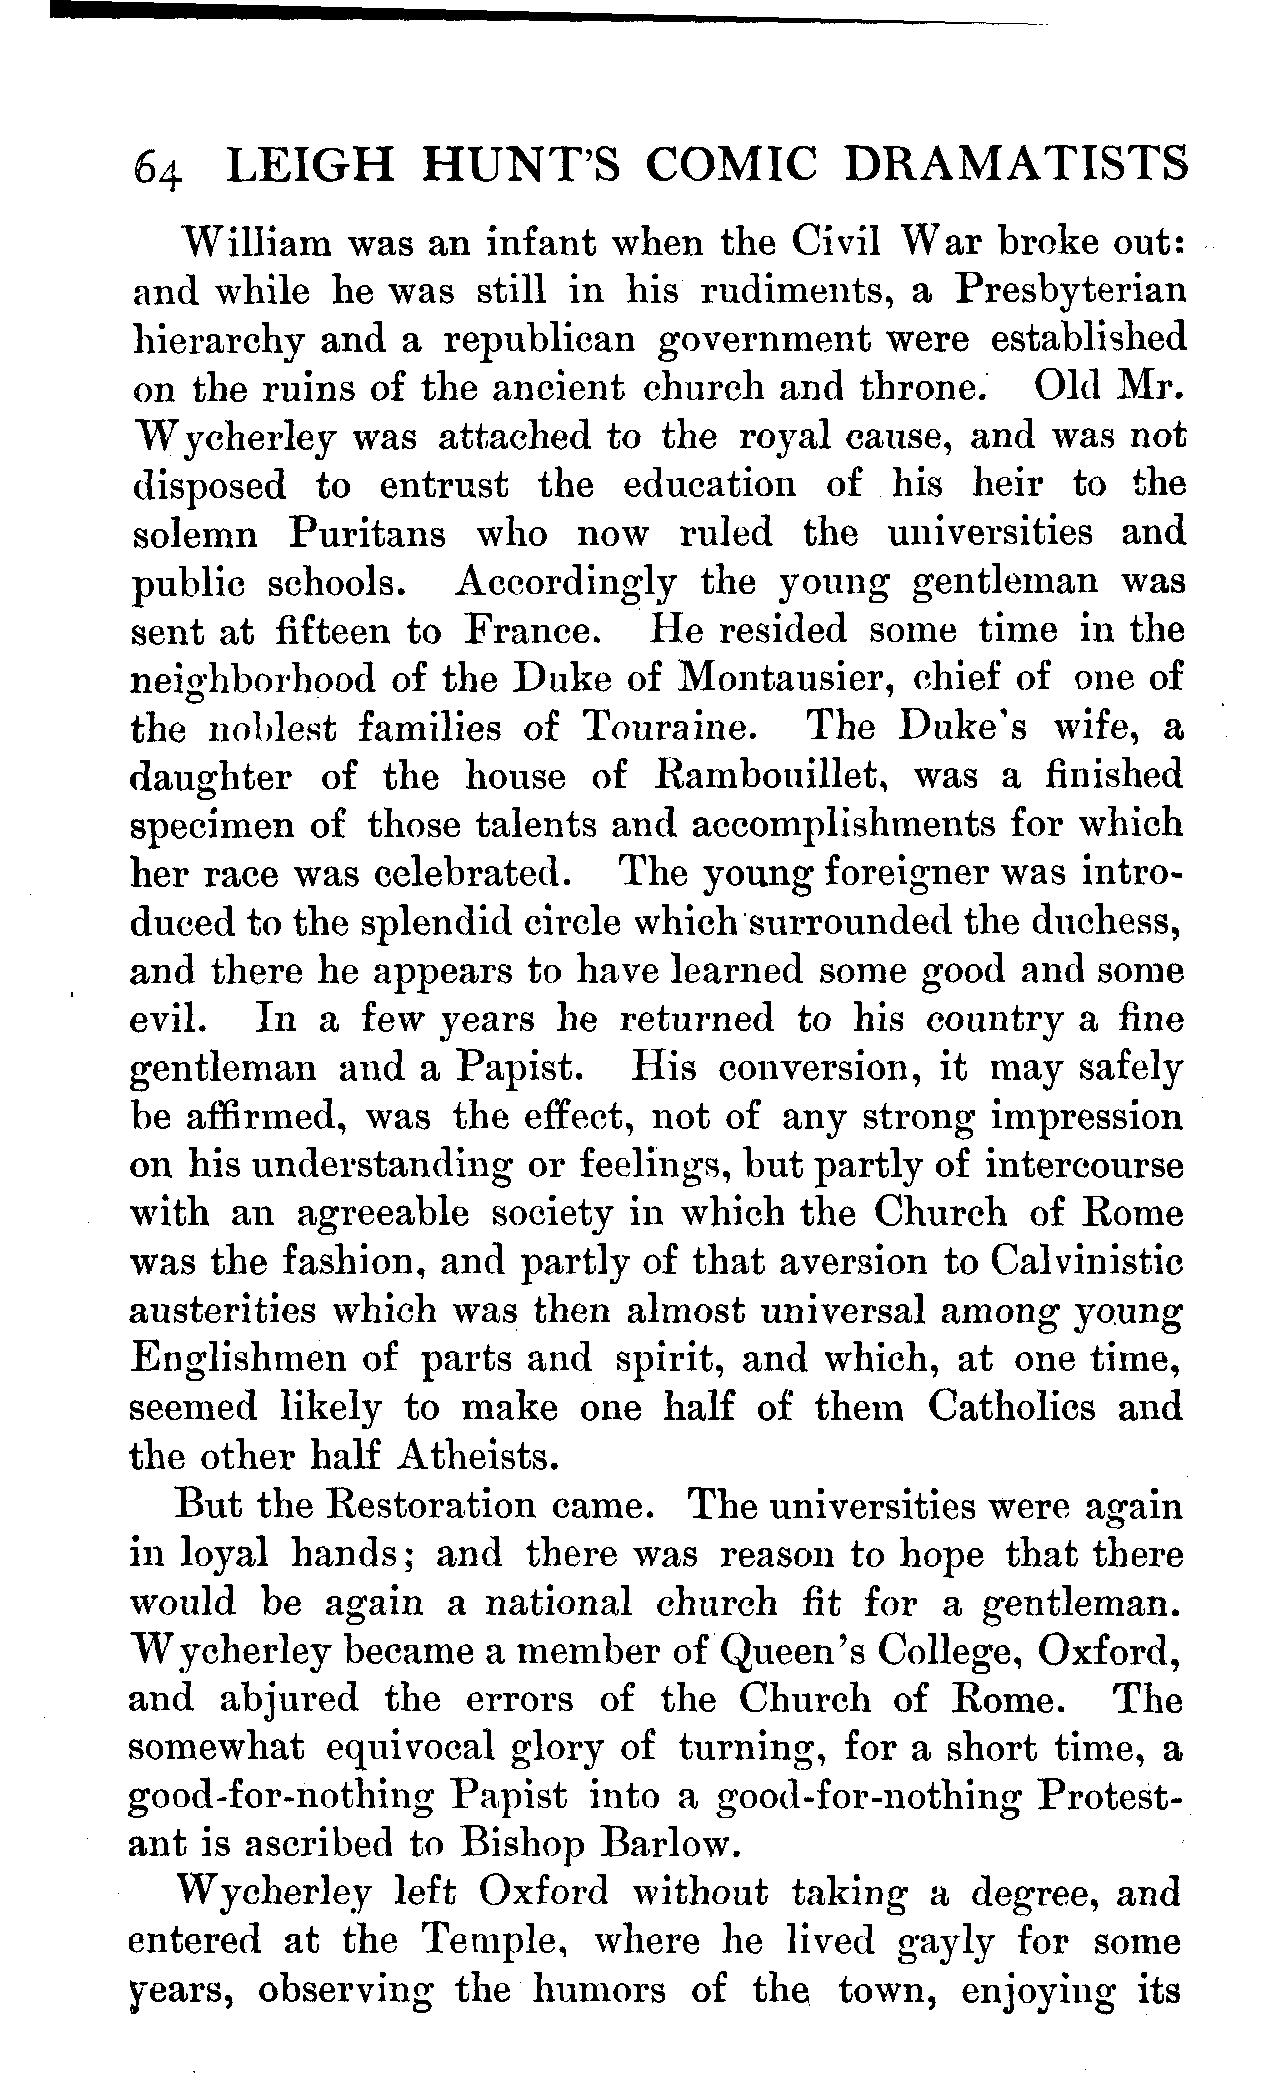 64 LEIGH HUNT'S COMIC DRAMATISTS
William was an infant when the Civil War broke out:
and while he was still in his rudiments, a Presbyterian
hierarchy and a republican government were established
on the ruins of the ancient church and throne. Old Mr.
Wycherley was attached to the royal cause, and was not
disposed to entrust the education of his heir to the
solemn Puritans who now ruled the universities and
public schools. Accordingly the young gentleman was
sent at fifteen to France. He resided some time in the
neighborhood of the Duke of Montausier, chief of one of
the noblest families of Touraine. The Duke's wife, a
daughter of the house of Rambouillet, was a finished
specimen of those talents and accomplishments for which
her race was celebrated. The young foreigner was intro-
duced to the splendid circle which surrounded the duchess,
and there he appears to have learned some good and some
evil. In a few years he returned to his country a fine
gentleman and a Papist. His conversion, it may safely
be affirmed, was the effect, not of any strong impression
on his understanding or feelings, but partly of intercourse
with an agreeable society in which the Church of Rome
was the fashion, and partly of that aversion to Calvinistic
austerities which was then almost universal among young
Englishmen of parts and spirit, and which, at one time,
seemed likely to make one half of them Catholics and
the other half Atheists.
But the Restoration came. The universities were again
in loyal hands; and there was reason to hope that there
would be again a national church fit for a gentleman.
Wycherley became a member of Queen's College, Oxford,
and abjured the errors of the Church of Rome. The
somewhat equivocal glory of turning, for a short time, a
good-for-nothing Papist into a good-for-nothing Protest-
ant is ascribed to Bishop Barlow.
Wycherley left Oxford without taking a degree, and
entered at the Temple, where he lived gayly for some
years, observing the humors of the town, enjoying its